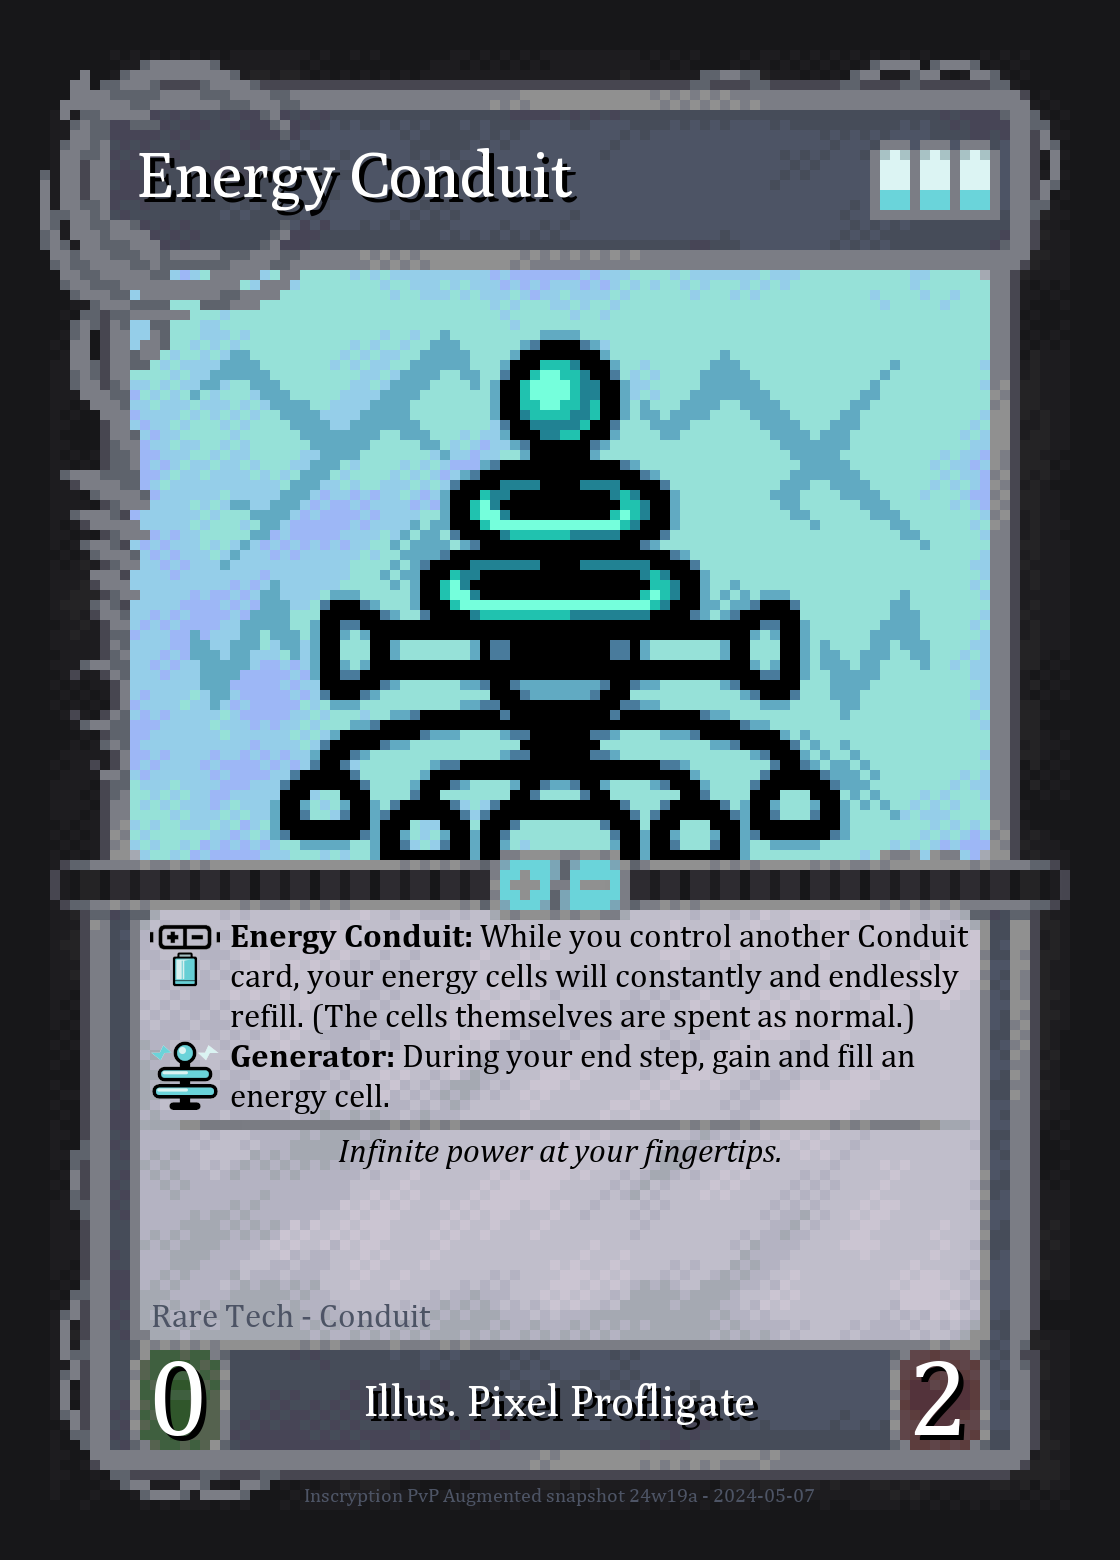 Energy Conduit
Energy Conduit: While you control another Conduit
card, your energy cells will constantly and endlessly
refill. (The cells themselves are spent as normal.)
Generator: During your end step, gain and fill an
energy cell.
Infinite power at your fingertips.
Rare Tech - Conduit
0
Illus. Pixel Profligate
2
Inscryption PvP Augmented snapshot 24w19a - 2024-05-07